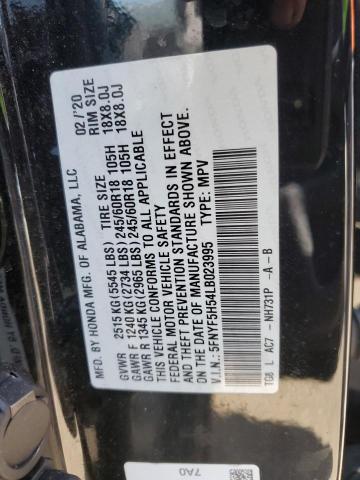 MFD. BY HONDA MFG. OF ALABAMA, LLC 02 /'20
TIRE SIZE RIM SIZE
GVWR 2515 KG(5545 LBS)
GAWR F 1240 KG(2734 LBS) 245/60R18 105H 18X8.0J
GAWR R 1345 KG(2965 LBS) 245/60R18 105H 18X8.0J
THIS VEHICLE CONFORMS TO ALL APPLICABLE
FEDERAL MOTOR VEHICLE SAFETY
AND THEFT PREVENTION STANDARDS IN EFFECT
ON THE DATE OF MANUFACTURE SHOWN ABOVE.
V.I.N.: 5FNYF5H54LB023995 TYPE: MPV
TG8 L AG7 - NH731P -A -B
7A0